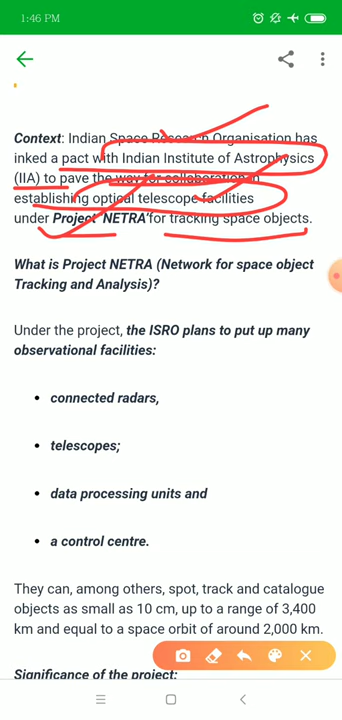 1:46 PM
Context: Indian Space Research Organisation has
inked a pact with Indian Institute of Astrophysics
(IIA) to pave the way for collaboration in
establishing optical telescope facilities
under Project 'NETRA' for tracking space objects.
What is Project NETRA (Network for space object
Tracking and Analysis)?
Under the project, the ISRO plans to put up many
observational facilities:
• connected radars,
• telescopes;
• data processing units and
• a control centre.
They can, among others, spot, track and catalogue
objects as small as 10 cm, up to a range of 3,400
km and equal to a space orbit of around 2,000 km.
Significance of the project: